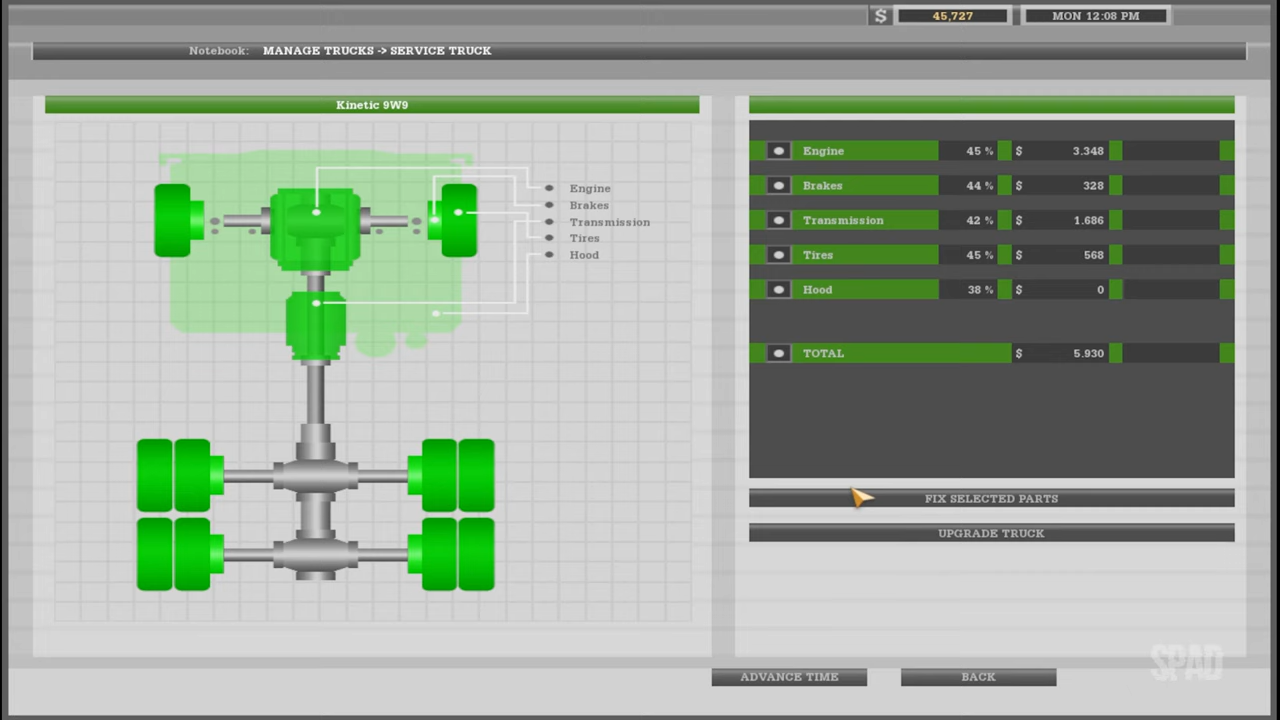 $ 45,727 MON 12:08 PM
Notebook: MANAGE TRUCKS -> SERVICE TRUCK
Kinetic 9W9
Engine
Brakes
Transmission
Tires
Hood
Engine 45 % $ 3.348
Brakes 44 % $ 328
Transmission 42 % $ 1.686
Tires 45 % $ 568
Hood 38 % $ 0
TOTAL $ 5.930
FIX SELECTED PARTS
UPGRADE TRUCK
SPAD
ADVANCE TIME BACK